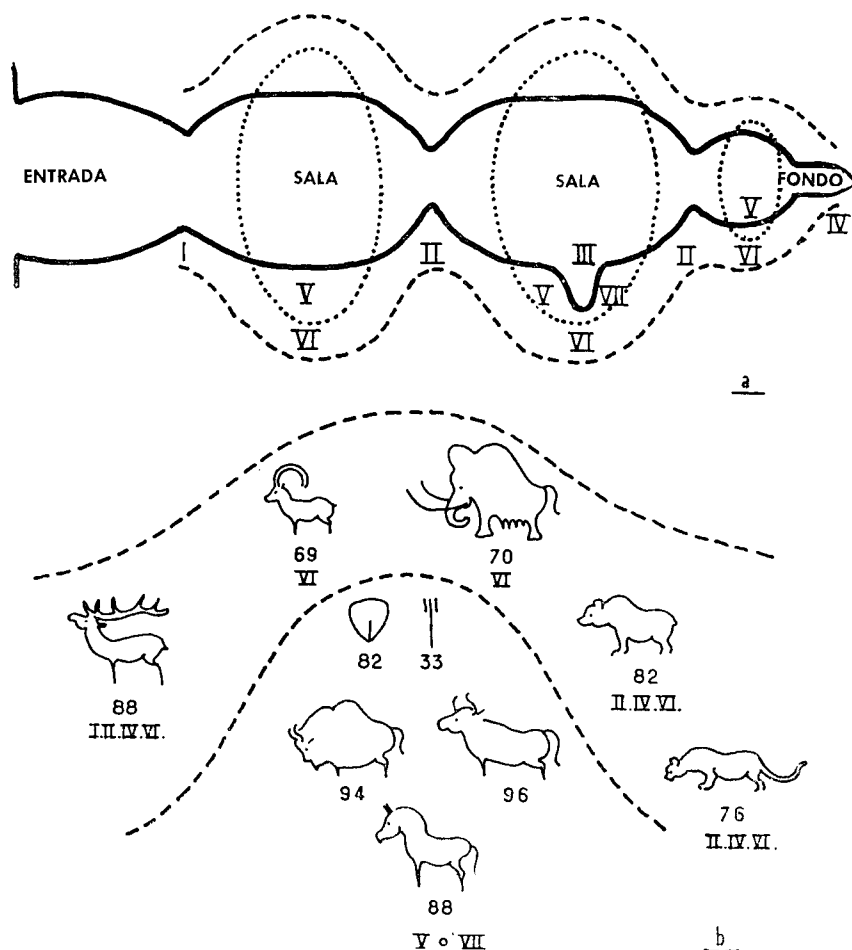 ENTRADA SALA SALA FONDO
V IV
I II III II
V V VII VI
VI VI
a
69 70
VI VI
82 33 82
88 II.IV.VI.
I.II.IV.VI.
94 96
76
II.IV.VI.
88
V o VII
b